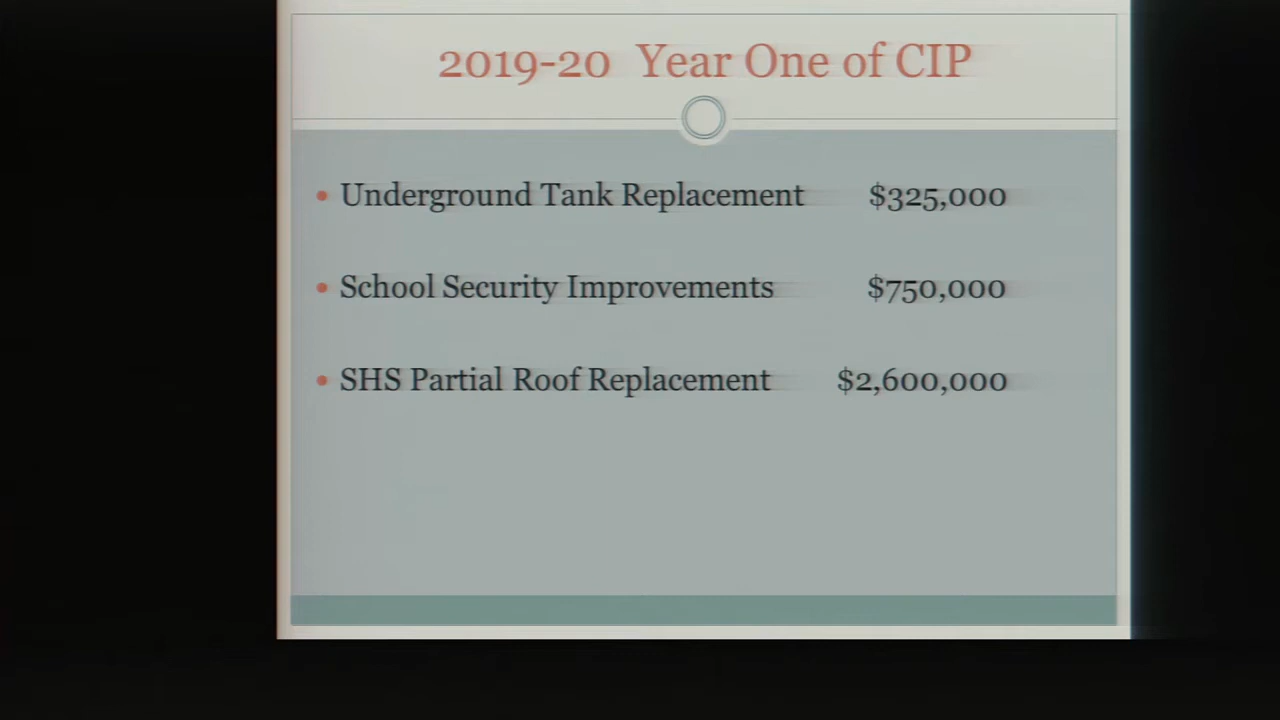 2019-20 Year One of CIP
• Underground Tank Replacement $325,000
• School Security Improvements $750,000
• SHS Partial Roof Replacement $2,600,000